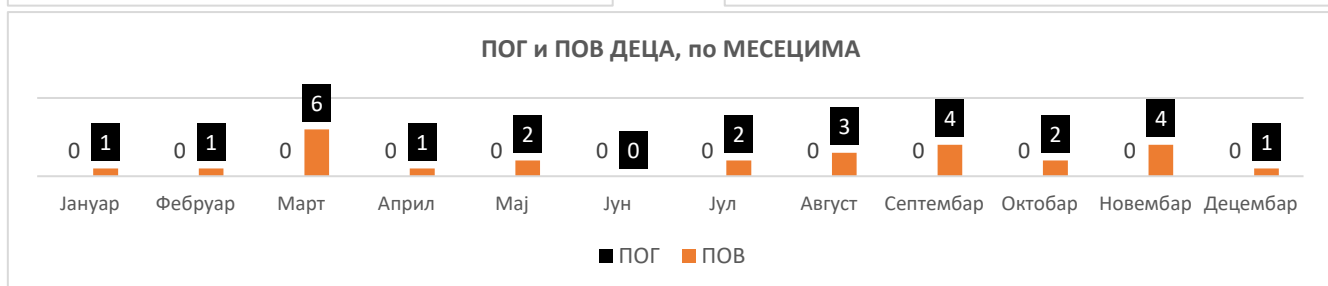 ПОГ и ПОВ ДЕЦА, по МЕСЕЦИМА
0 1 0 1 0 6 0 1 0 2 0 0 0 2 0 3 0 4 0 2 0 4 0 1
Јануар Фебруар Март Април Мај Јун Јул Август Септембар Октобар Новембар Децембар
ПОГ ПОВ